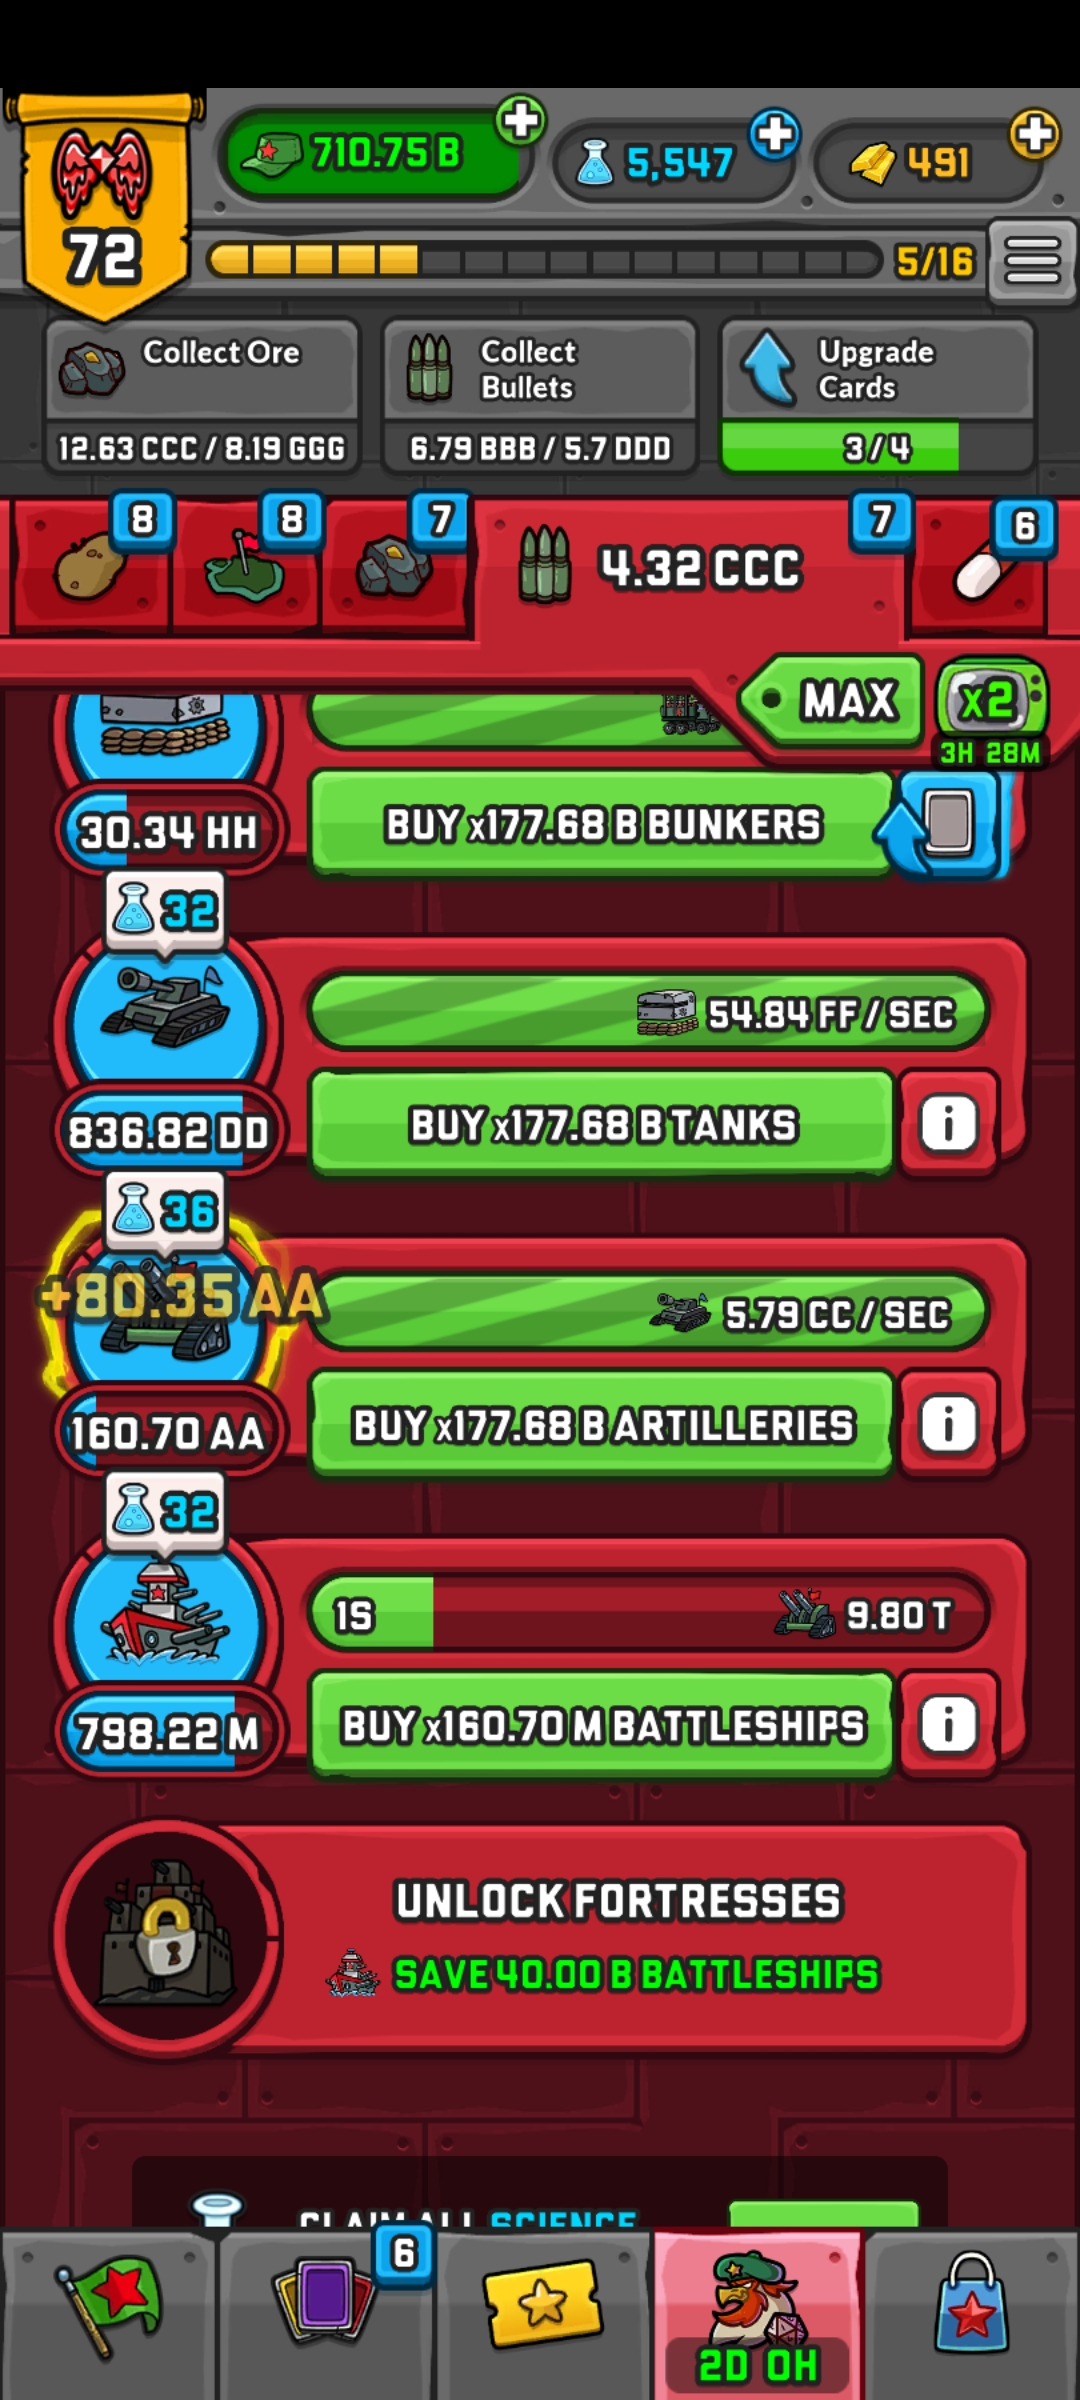 710.75 B
5,547
491
72
5/16
Collect Ore
12.63 CCC / 8.19 GGG
Collect
Bullets
6.79 BBB / 5.7 DDD
Upgrade
Cards
3/4
8
8
7
4.32 CCC
7
6
MAX
x2
3H 28M
30.34 HH
BUY x177.68 B BUNKERS
32
54.84 FF / SEC
836.82 DD
BUY x177.68 B TANKS
i
36
+80.35 AA
5.79 CC / SEC
160.70 AA
BUY x177.68 B ARTILLERIES
i
32
1S
9.80 T
798.22 M
BUY x160.70 M BATTLESHIPS
i
UNLOCK FORTRESSES
SAVE 40.00 B BATTLESHIPS
CLAIM ALL SCIENCE
6
2D 0H